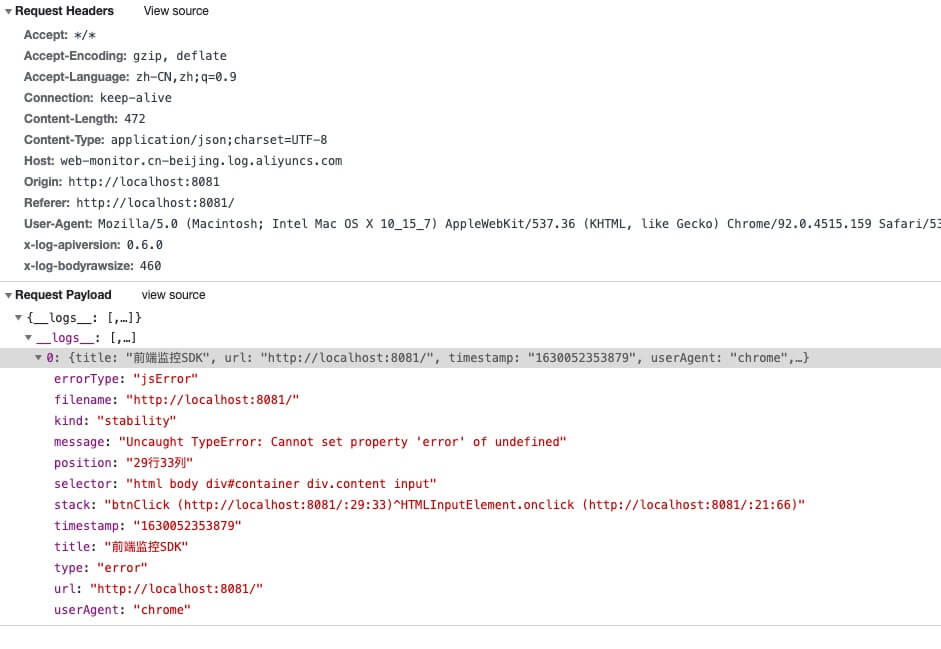 Request Headers View source
Accept: */*
Accept-Encoding: gzip, deflate
Accept-Language: zh-CN,zh;q=0.9
Connection: keep-alive
Content-Length: 472
Content-Type: application/json;charset=UTF-8
Host: web-monitor.cn-beijing.log.aliyuncs.com
Origin: http://localhost:8081
Referer: http://localhost:8081/
User-Agent: Mozilla/5.0 (Macintosh; Intel Mac OS X 10_15_7) AppleWebKit/537.36 (KHTML, like Gecko) Chrome/92.0.4515.159 Safari/53
x-log-apiversion: 0.6.0
x-log-bodyrawsize: 460
Request Payload view source
{__logs__: [,…]}
__logs__: [,…]
0: {title: "前端监控SDK", url: "http://localhost:8081/", timestamp: "1630052353879", userAgent: "chrome",…}
errorType: "jsError"
filename: "http://localhost:8081/"
kind: "stability"
message: "Uncaught TypeError: Cannot set property 'error' of undefined"
position: "29行33列"
selector: "html body div#container div.content input"
stack: "btnClick (http://localhost:8081/:29:33)^HTMLInputElement.onclick (http://localhost:8081/:21:66)"
timestamp: "1630052353879"
title: "前端监控SDK"
type: "error"
url: "http://localhost:8081/"
userAgent: "chrome"